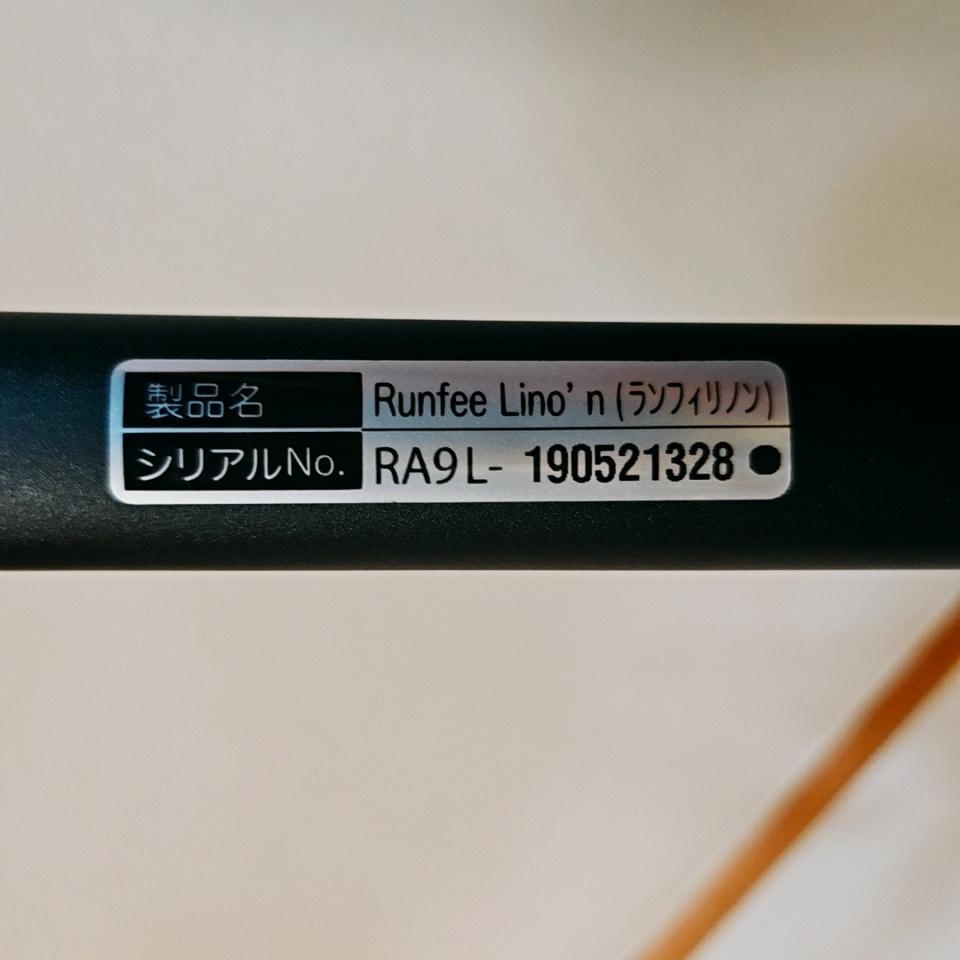 製品名 Runfee Lino'n (ランフィリノン)
シリアルNo. RA9L- 190521328